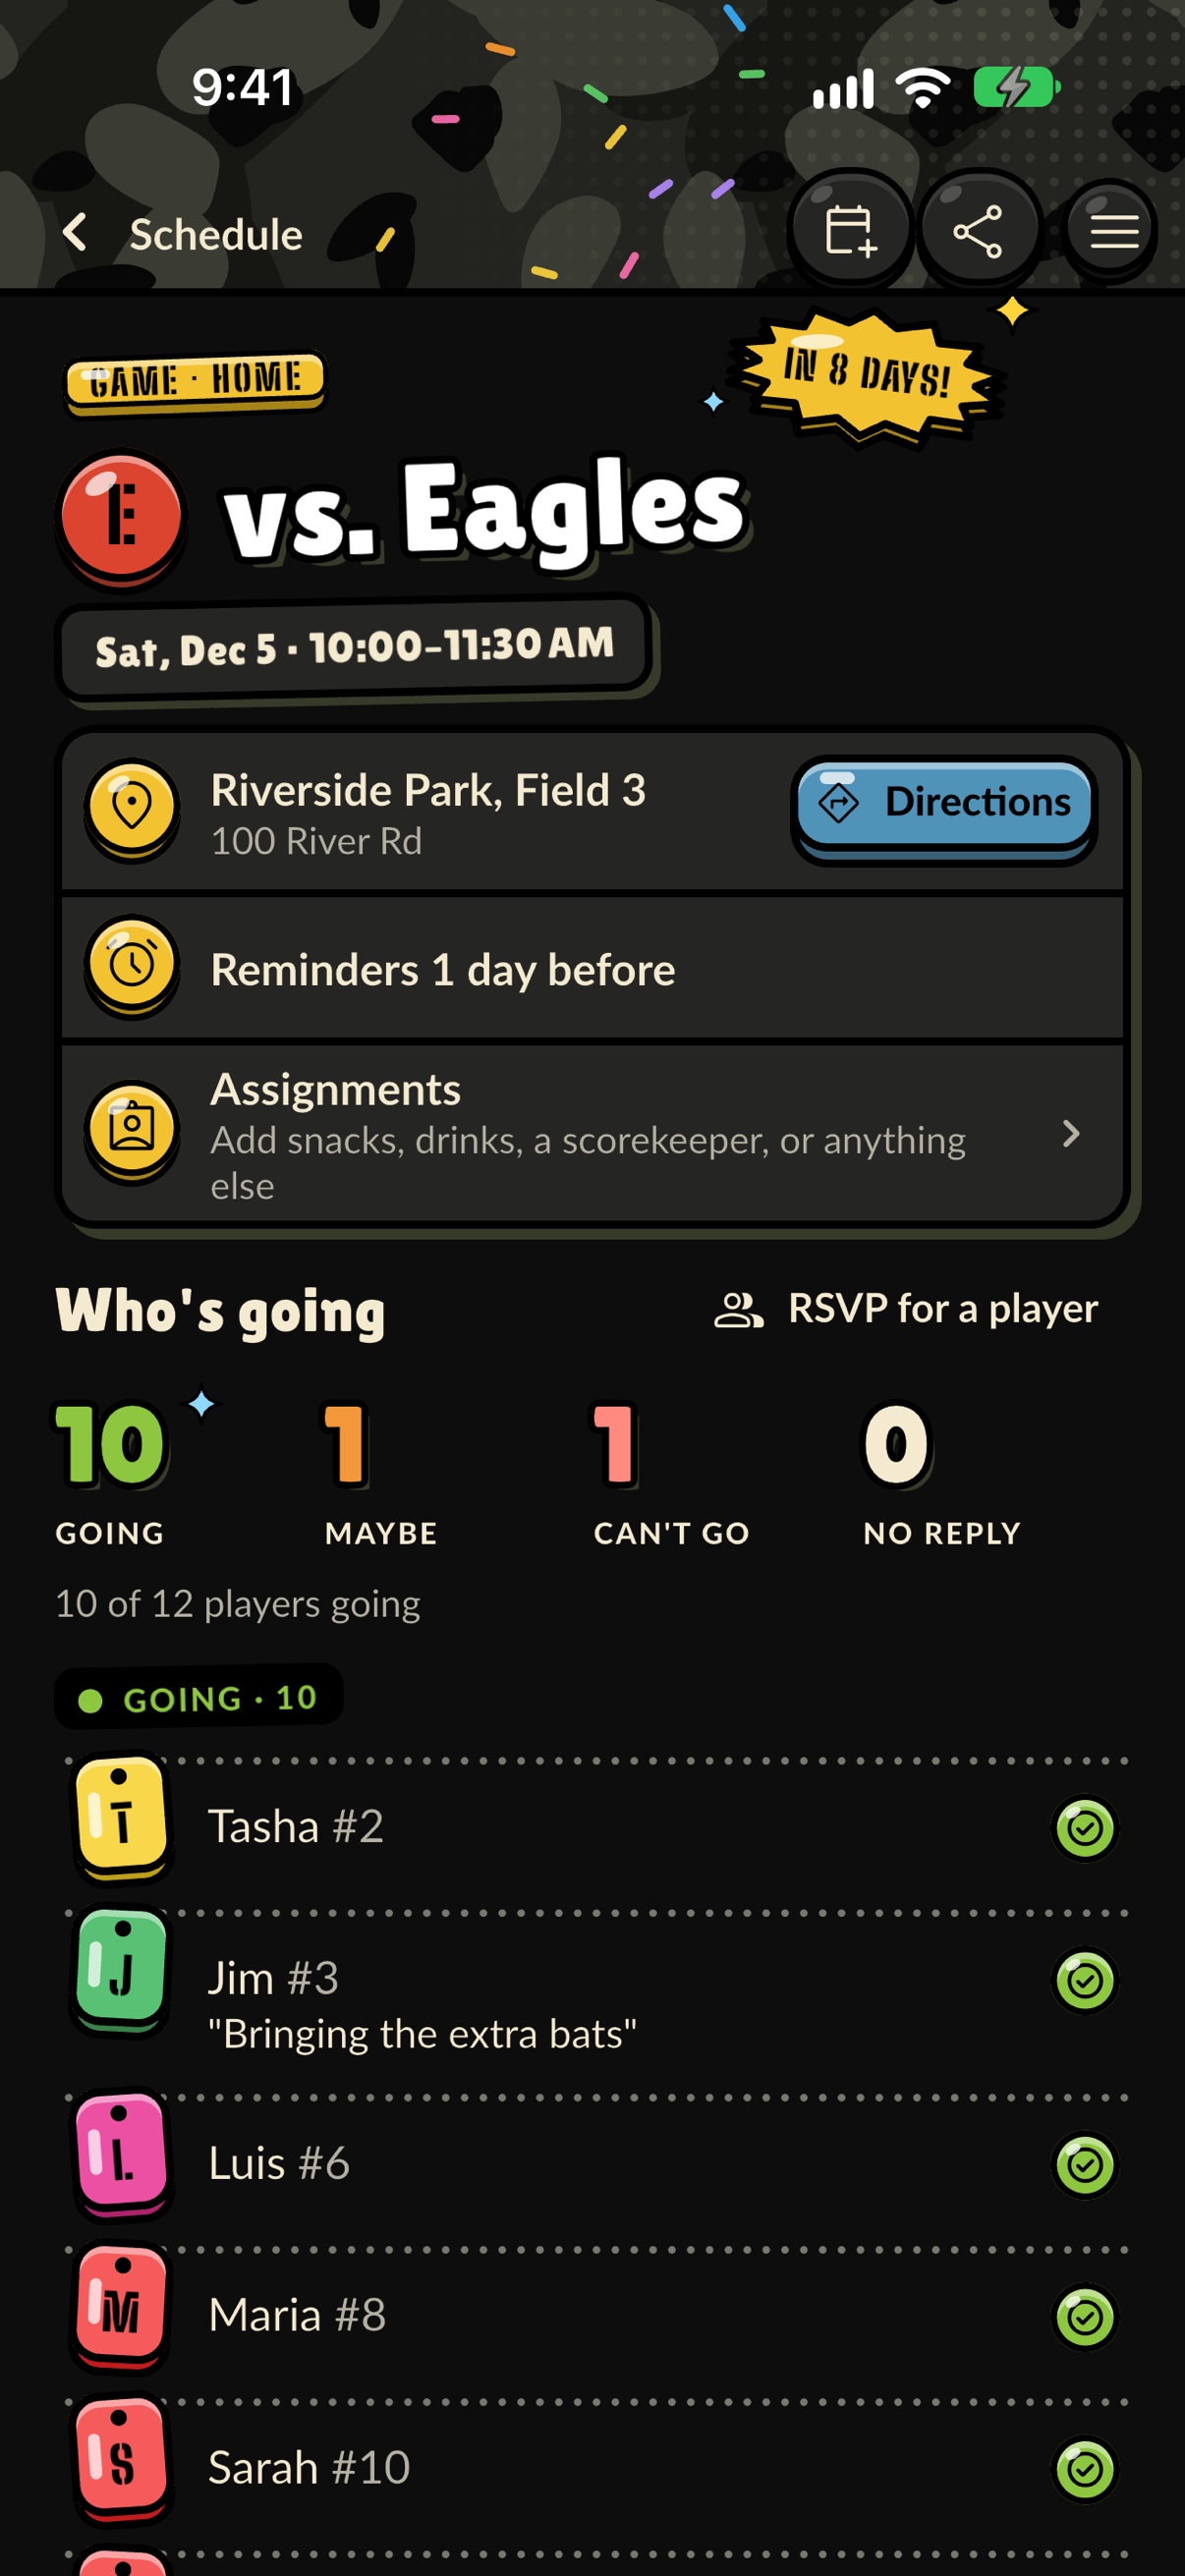 9:41
Schedule
GAME · HOME
IN 8 DAYS!
E
vs. Eagles
Sat, Dec 5 · 10:00–11:30 AM
Riverside Park, Field 3
100 River Rd
Directions
Reminders 1 day before
Assignments
Add snacks, drinks, a scorekeeper, or anything
else
Who's going
RSVP for a player
10
1
1
0
GOING
MAYBE
CAN'T GO
NO REPLY
10 of 12 players going
GOING · 10
T
Tasha #2
J
Jim #3
"Bringing the extra bats"
L
Luis #6
M
Maria #8
S
Sarah #10